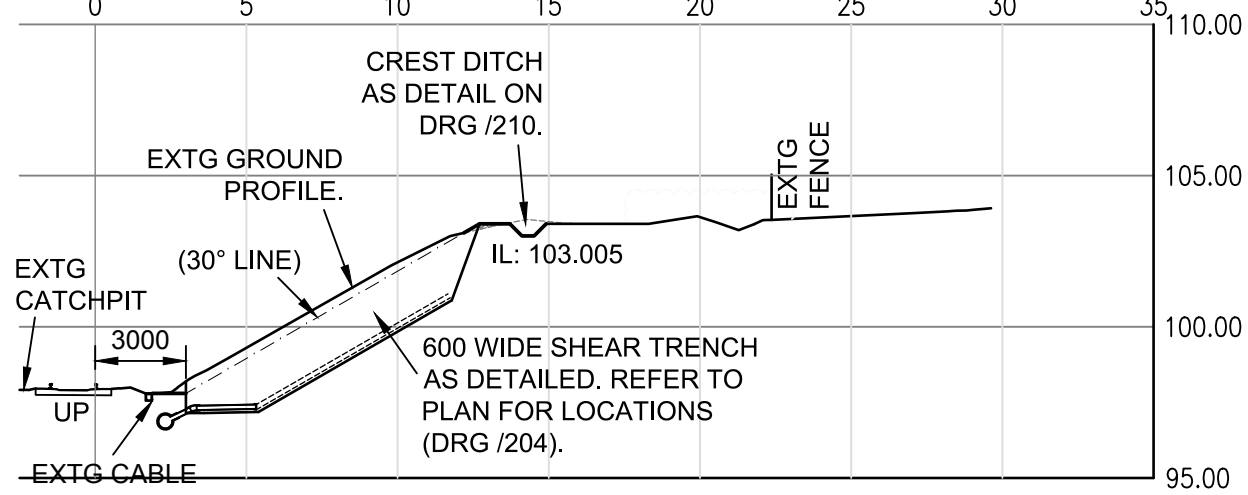 0 5 10 15 20 25 30 35
110.00
CREST DITCH
AS DETAIL ON
DRG /210.
EXTG GROUND
PROFILE.
EXTG
FENCE
105.00
(30° LINE)
IL: 103.005
EXTG
CATCHPIT
3000
100.00
600 WIDE SHEAR TRENCH
AS DETAILED. REFER TO
PLAN FOR LOCATIONS
(DRG /204).
UP
EXTG CABLE
95.00